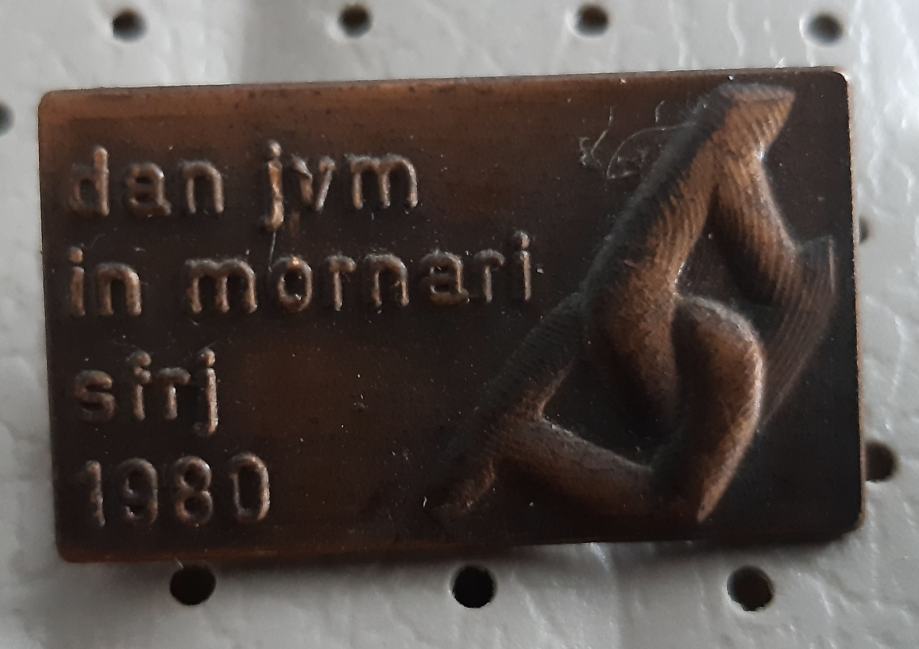 dan jvm
in mornari
sfrj
1980